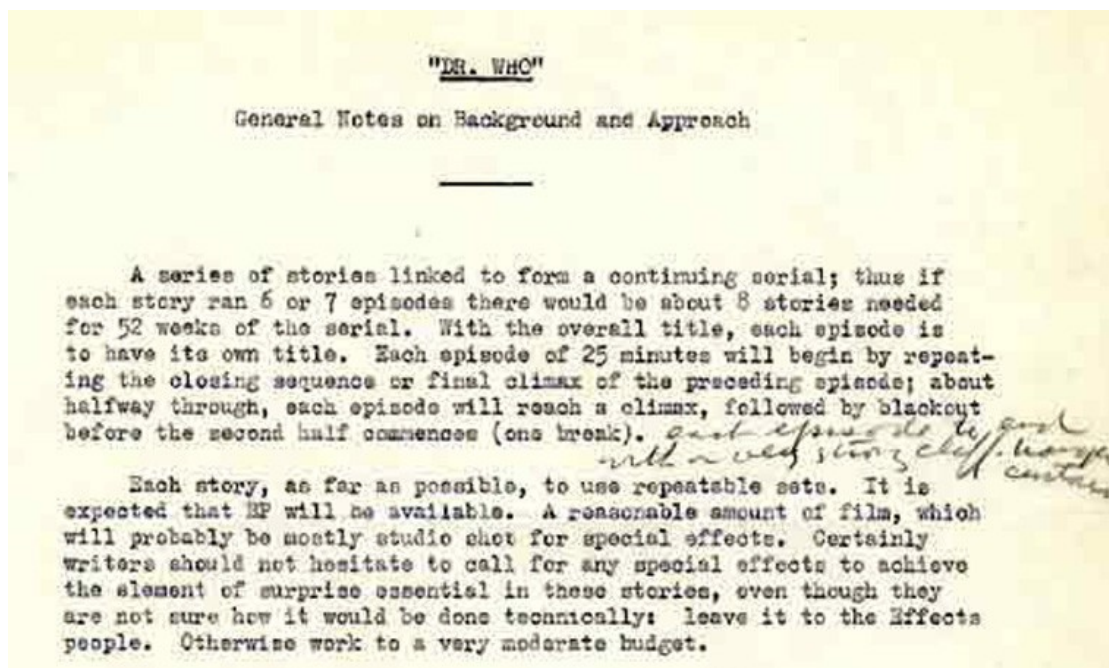 "DR. WHO"
General Notes on Background and Approach
A series of stories linked to form a continuing serial; thus if
each story ran 6 or 7 episodes there would be about 8 stories needed
for 52 weeks of the serial. With the overall title, each episode is
to have its own title. Each episode of 25 minutes will begin by repeat-
ing the closing sequence or final climax of the preceding episode; about
halfway through, each episode will reach a climax, followed by blackout
before the second half commences (one break). each episode to end
with a very strong cliff-hanger
Each story, as far as possible, to use repeatable sets. It is
expected that BP will be available. A reasonable amount of film, which
will probably be mostly studio shot for special effects. Certainly
writers should not hesitate to call for any special effects to achieve
the element of surprise essential in these stories, even though they
are not sure how it would be done technically: leave it to the Effects
people. Otherwise work to a very moderate budget.